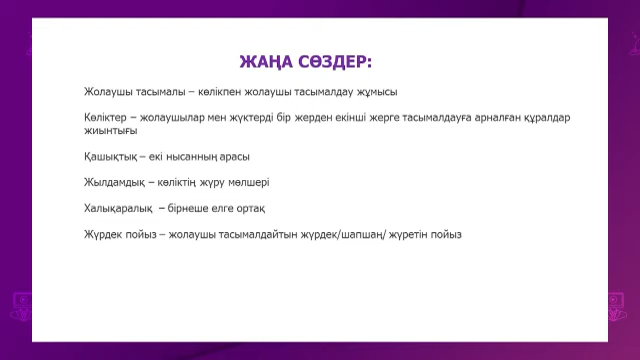 ЖАҢА СӨЗДЕР:
Жолаушы тасымалы – көлікпен жолаушы тасымалдау жұмысы
Көліктер – жолаушылар мен жүктерді бір жерден екінші жерге тасымалдауға арналған құралдар
жиынтығы
Қашықтық – екі нысанның арасы
Жылдамдық – көліктің жүру мөлшері
Халықаралық – бірнеше елге ортақ
Жүрдек пойыз – жолаушы тасымалдайтын жүрдек/шапшаң/ жүретін пойыз